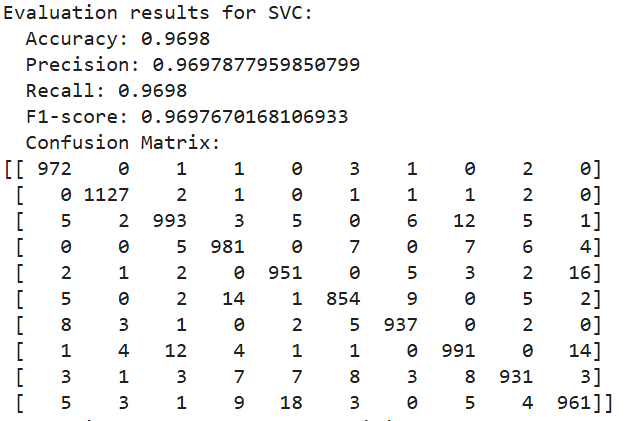 Evaluation results for SVC:
Accuracy: 0.9698
Precision: 0.9697877959850799
Recall: 0.9698
F1-score: 0.9697670168106933
Confusion Matrix:
[[ 972 0 1 1 0 3 1 0 2 0]
[ 0 1127 2 1 0 1 1 1 2 0]
[ 5 2 993 3 5 0 6 12 5 1]
[ 0 0 5 981 0 7 0 7 6 4]
[ 2 1 2 0 951 0 5 3 2 16]
[ 5 0 2 14 1 854 9 0 5 2]
[ 8 3 1 0 2 5 937 0 2 0]
[ 1 4 12 4 1 1 0 991 0 14]
[ 3 1 3 7 7 8 3 8 931 3]
[ 5 3 1 9 18 3 0 5 4 961]]